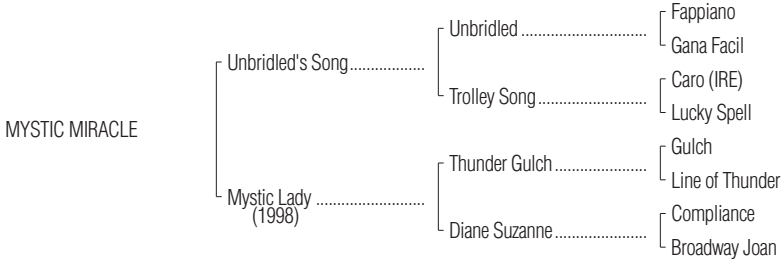 Fappiano
Unbridled ..............................
Gana Facil
Unbridled's Song..................
Caro (IRE)
Trolley Song..........................
Lucky Spell
MYSTIC MIRACLE
Gulch
Thunder Gulch ......................
Line of Thunder
Mystic Lady ..........................
(1998)
Compliance
Diane Suzanne......................
Broadway Joan